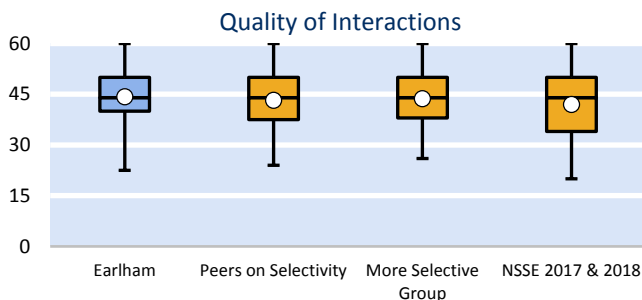 Quality of Interactions
60
45
30
15
0
Earlham
Peers on Selectivity
More Selective
Group
NSSE 2017 & 2018